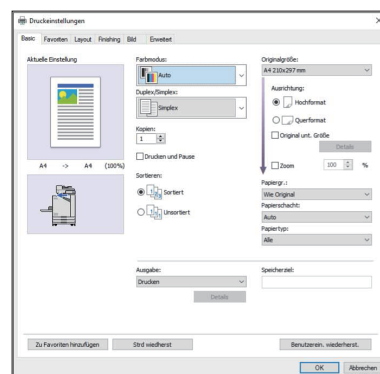 Druckeinstellungen
Basic Favoriten Layout Finishing Bild Erweitert
Aktuelle Einstellung
A4 -> A4 (100%)
Farbmodus:
Auto
Duplex/Simplex:
Simplex
Kopien:
1
Drucken und Pause
Sortieren:
Sortiert
Unsortiert
Originalgröße:
A4 210x297 mm
Ausrichtung:
Hochformat
Querformat
Original unt. Größe
Details
Zoom 100 %
Papiergr.:
Wie Original
Papierschacht:
Auto
Papiertyp:
Alle
Ausgabe:
Drucken
Details
Speicherziel:
Zu Favoriten hinzufügen Strd wiedherst Benutzerein. wiederherst.
OK Abbrechen